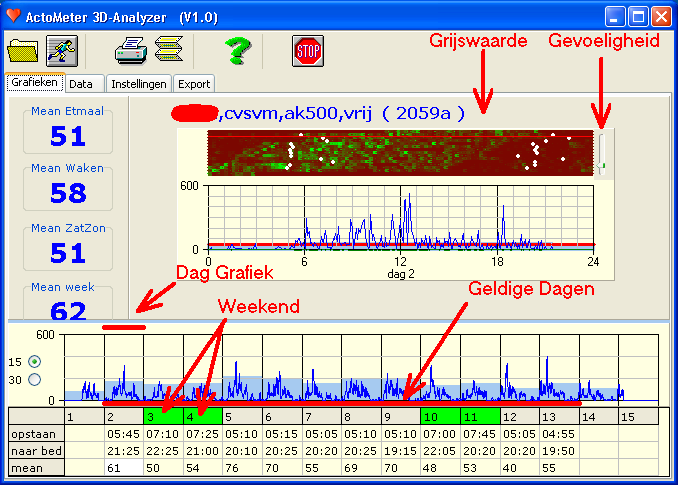 ActoMeter 3D-Analyzer (V1.0)
STOP
Grijswaarde Gevoeligheid
Grafieken Data Instellingen Export
Mean Etmaal
51
Mean Waken
58
Mean ZatZon
51
Mean week
62
,cvsvm,ak500,vrij ( 2059a )
600
0
0 6 12 18 24
dag 2
Dag Grafiek
Weekend
Geldige Dagen
600
15
30
0
1 2 3 4 5 6 7 8 9 10 11 12 13 14 15
opstaan 05:45 07:10 07:25 05:10 05:15 05:05 05:10 05:10 07:00 07:45 05:05 04:55
naar bed 21:25 22:25 21:00 20:10 20:15 20:05 20:10 19:15 22:05 20:20 20:20 19:50
mean 61 50 54 76 70 55 69 70 48 53 40 55